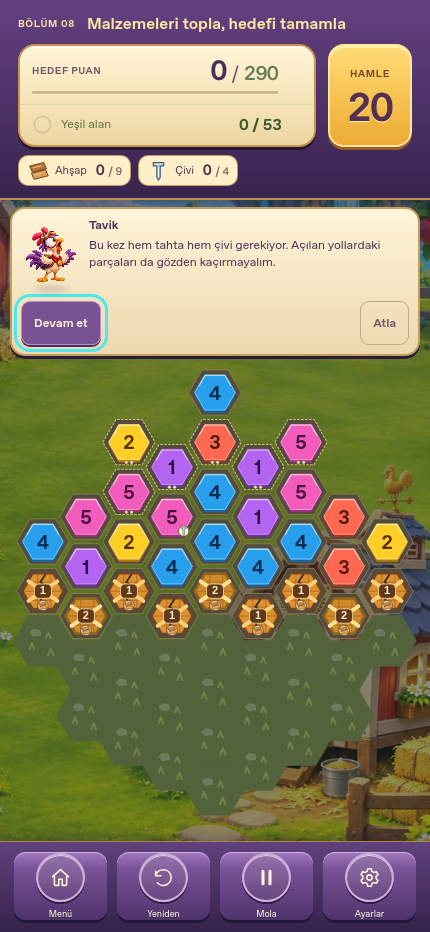 BÖLÜM 08 Malzemeleri topla, hedefi tamamla
HEDEF PUAN 0 / 290
Yeşil alan 0 / 53
HAMLE
20
Ahşap 0 / 9
Çivi 0 / 4
Tavik
Bu kez hem tahta hem çivi gerekiyor. Açılan yollardaki
parçaları da gözden kaçırmayalım.
Devam et
Atla
4
2 3 5
1 1
5 4 5
5 5 1 3
4 2 4 4 2
1 4 4 3
1 1 2 1 1
2 1 1 2
Menü
Yeniden
Mola
Ayarlar